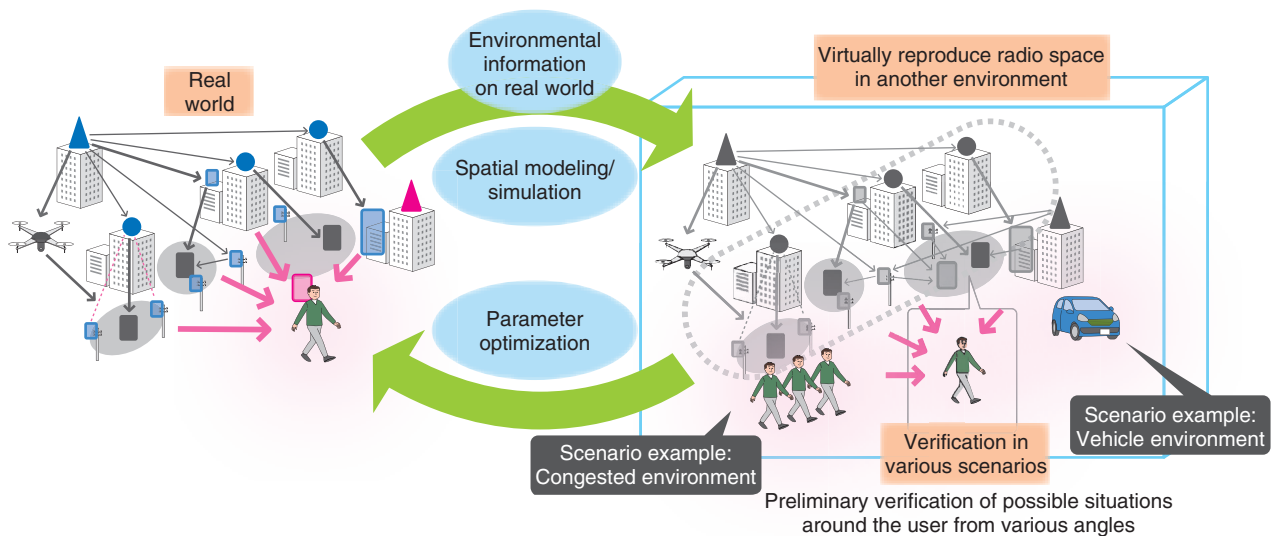 Real
world
Environmental
information
on real world
Spatial modeling/
simulation
Parameter
optimization
Virtually reproduce radio space
in another environment
Scenario example:
Congested environment
Verification in
various scenarios
Scenario example:
Vehicle environment
Preliminary verification of possible situations
around the user from various angles